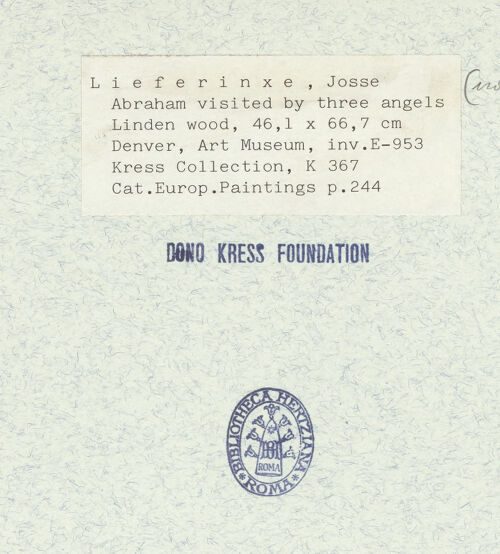 L i e f e r i n x e , Josse
Abraham visited by three angels
Linden wood, 46,1 x 66,7 cm
Denver, Art Museum, inv.E-953
Kress Collection, K 367
Cat.Europ.Paintings p.244
DONO KRESS FOUNDATION
BIBLIOTHECA HERTZIANA
ROMA
*ROMA*